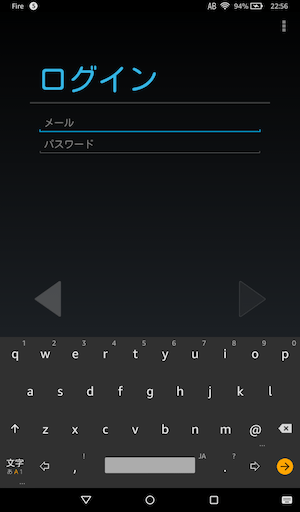 Fire S AB 94% 22:56
ログイン
メール
パスワード
1 2 3 4 5 6 7 8 9 0
q w e r t y u i o p
a s d f g h j k l
z x c v b n m @
文字 , ! JA . ?
あA1